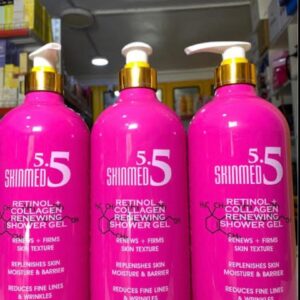 5.5
SKINMED
RETINOL +
COLLAGEN
RENEWING
SHOWER GEL
RENEWS + FIRMS
SKIN TEXTURE
REPLENISHES SKIN
MOISTURE & BARRIER
REDUCES FINE LINES
& WRINKLES
5.5
SKINMED
RETINOL +
COLLAGEN
RENEWING
SHOWER GEL
RENEWS + FIRMS
SKIN TEXTURE
REPLENISHES SKIN
MOISTURE & BARRIER
REDUCES FINE LINES
& WRINKLES
5.5
SKINMED
RETINOL +
COLLAGEN
RENEWING
SHOWER GEL
RENEWS + FIRMS
SKIN TEXTURE
REPLENISHES SKIN
MOISTURE & BARRIER
REDUCES FINE LINES
& WRINKLES